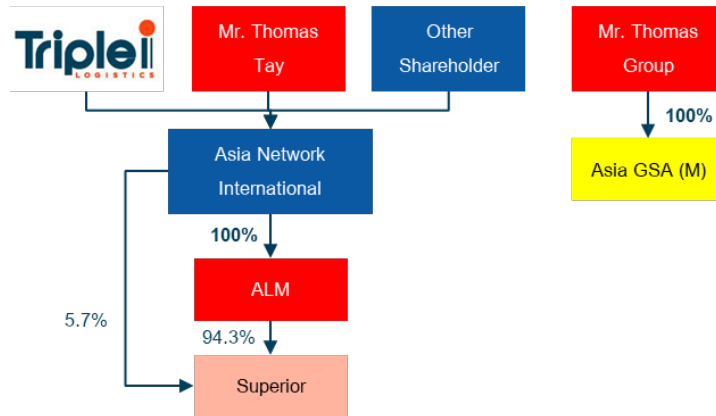 Triplei
LOGISTICS
Mr. Thomas
Tay
Other
Shareholder
Mr. Thomas
Group
100%
Asia GSA (M)
Asia Network
International
100%
ALM
5.7%
94.3%
Superior